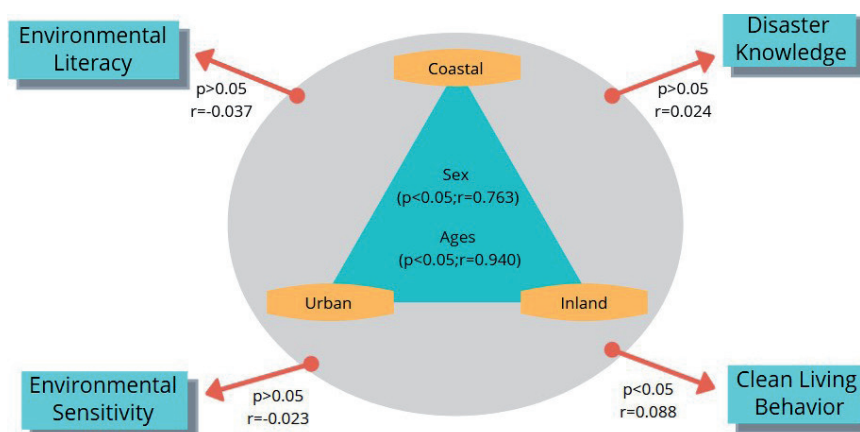 Environmental
Literacy
p>0.05
r=-0.037
Disaster
Knowledge
p>0.05
r=0.024
Coastal
Sex
(p<0.05;r=0.763)
Ages
(p<0.05;r=0.940)
Urban
Inland
Environmental
Sensitivity
p>0.05
r=-0.023
p<0.05
r=0.088
Clean Living
Behavior